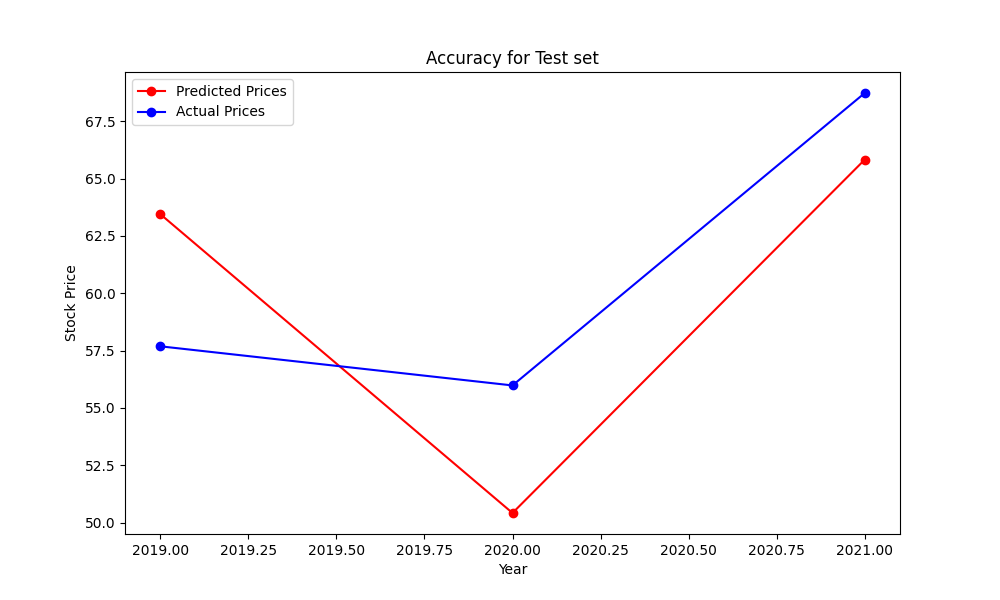 Accuracy for Test set
Predicted Prices
Actual Prices
67.5
65.0
62.5
60.0
57.5
55.0
52.5
50.0
Stock Price
2019.00 2019.25 2019.50 2019.75 2020.00 2020.25 2020.50 2020.75 2021.00
Year